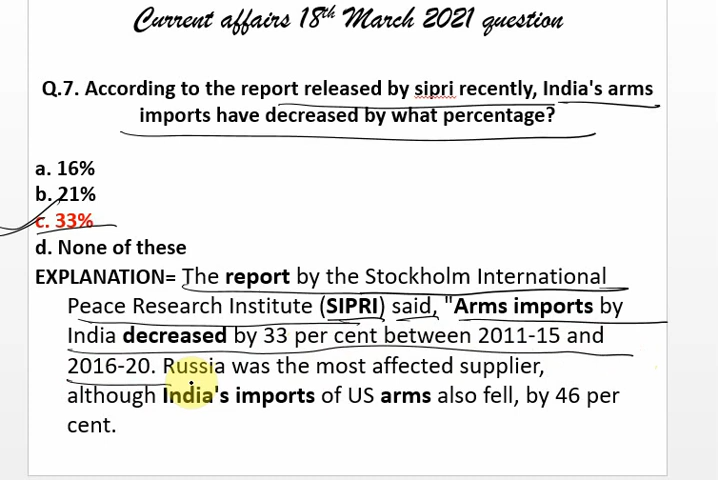 Current affairs 18th March 2021 question
Q.7. According to the report released by sipri recently, India's arms
imports have decreased by what percentage?
a. 16%
b. 21%
c. 33%
d. None of these
EXPLANATION= The report by the Stockholm International
Peace Research Institute (SIPRI) said, "Arms imports by
India decreased by 33 per cent between 2011-15 and
2016-20. Russia was the most affected supplier,
although India's imports of US arms also fell, by 46 per
cent.